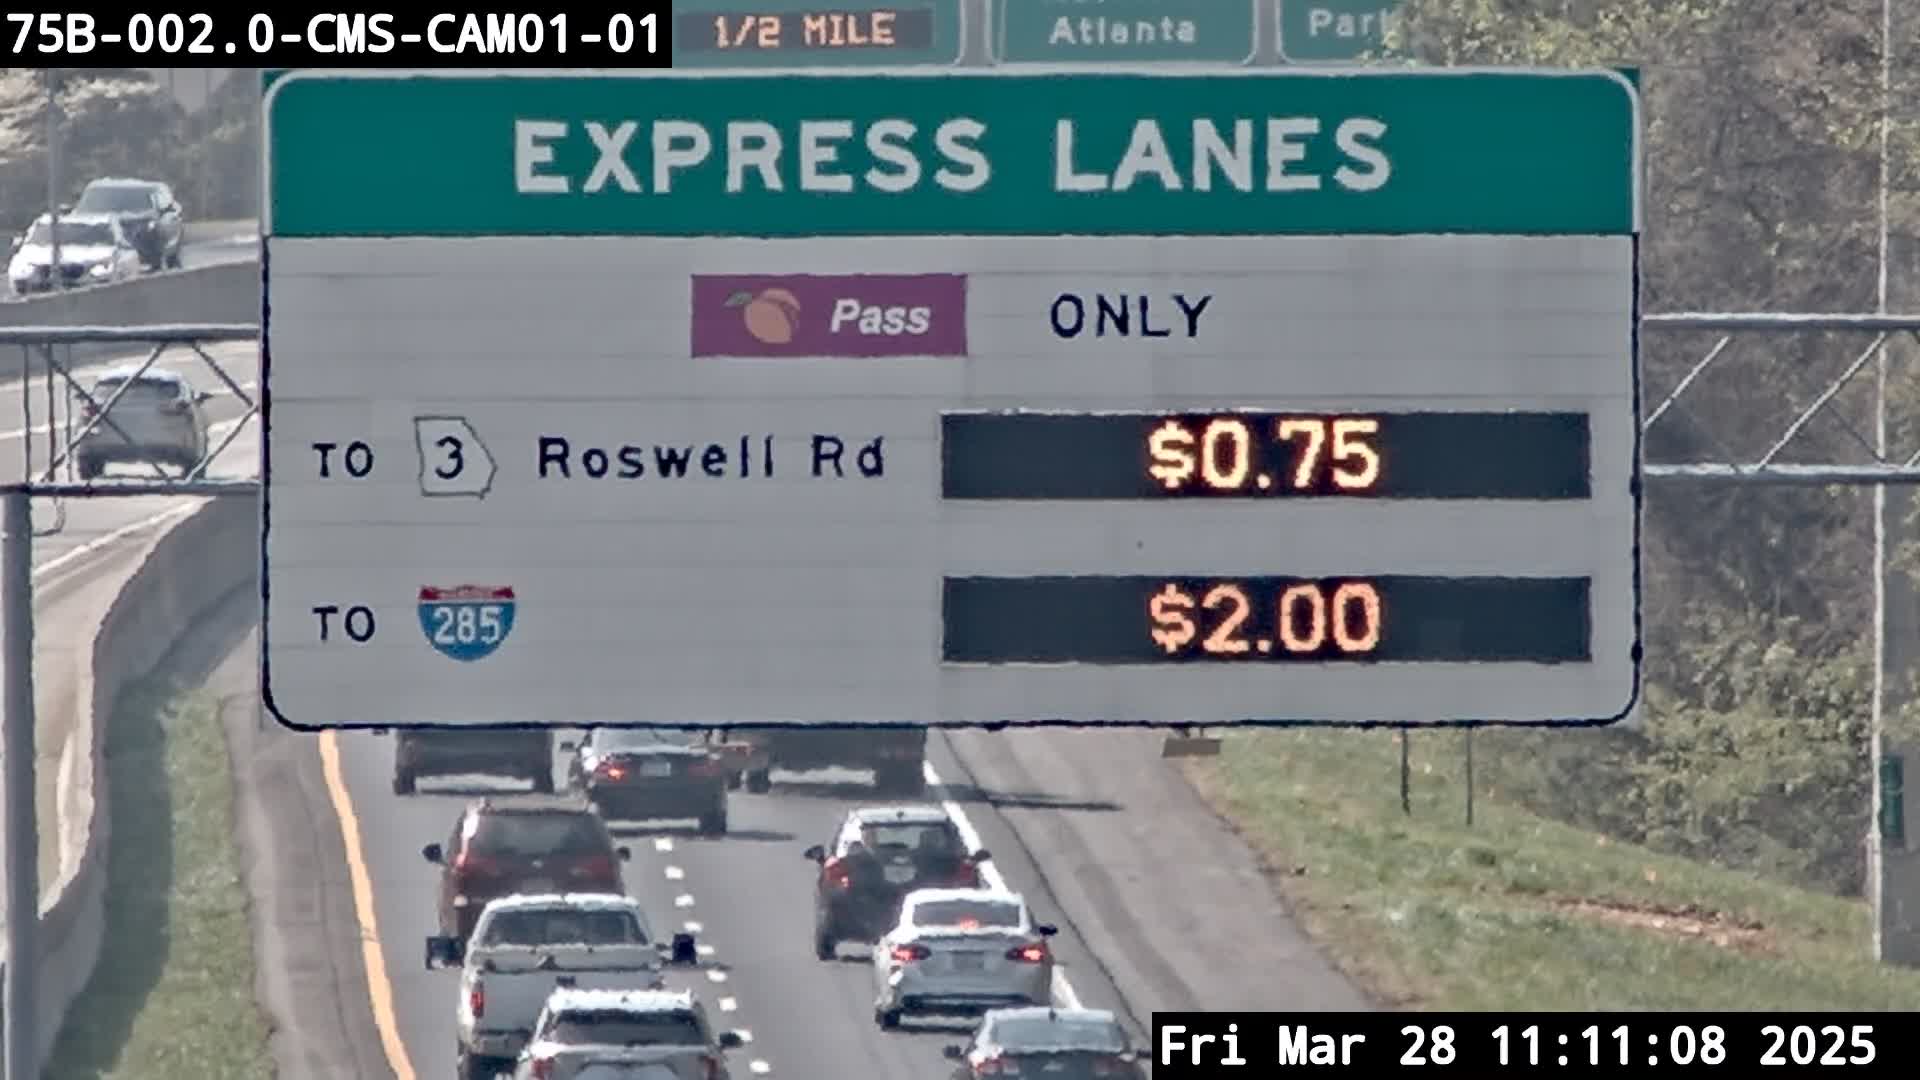 75B-002.0-CMS-CAM01-01
1/2 MILE
Atlanta
EXPRESS LANES
Pass ONLY
TO 3 Roswell Rd $0.75
TO 285 $2.00
Fri Mar 28 11:11:08 2025